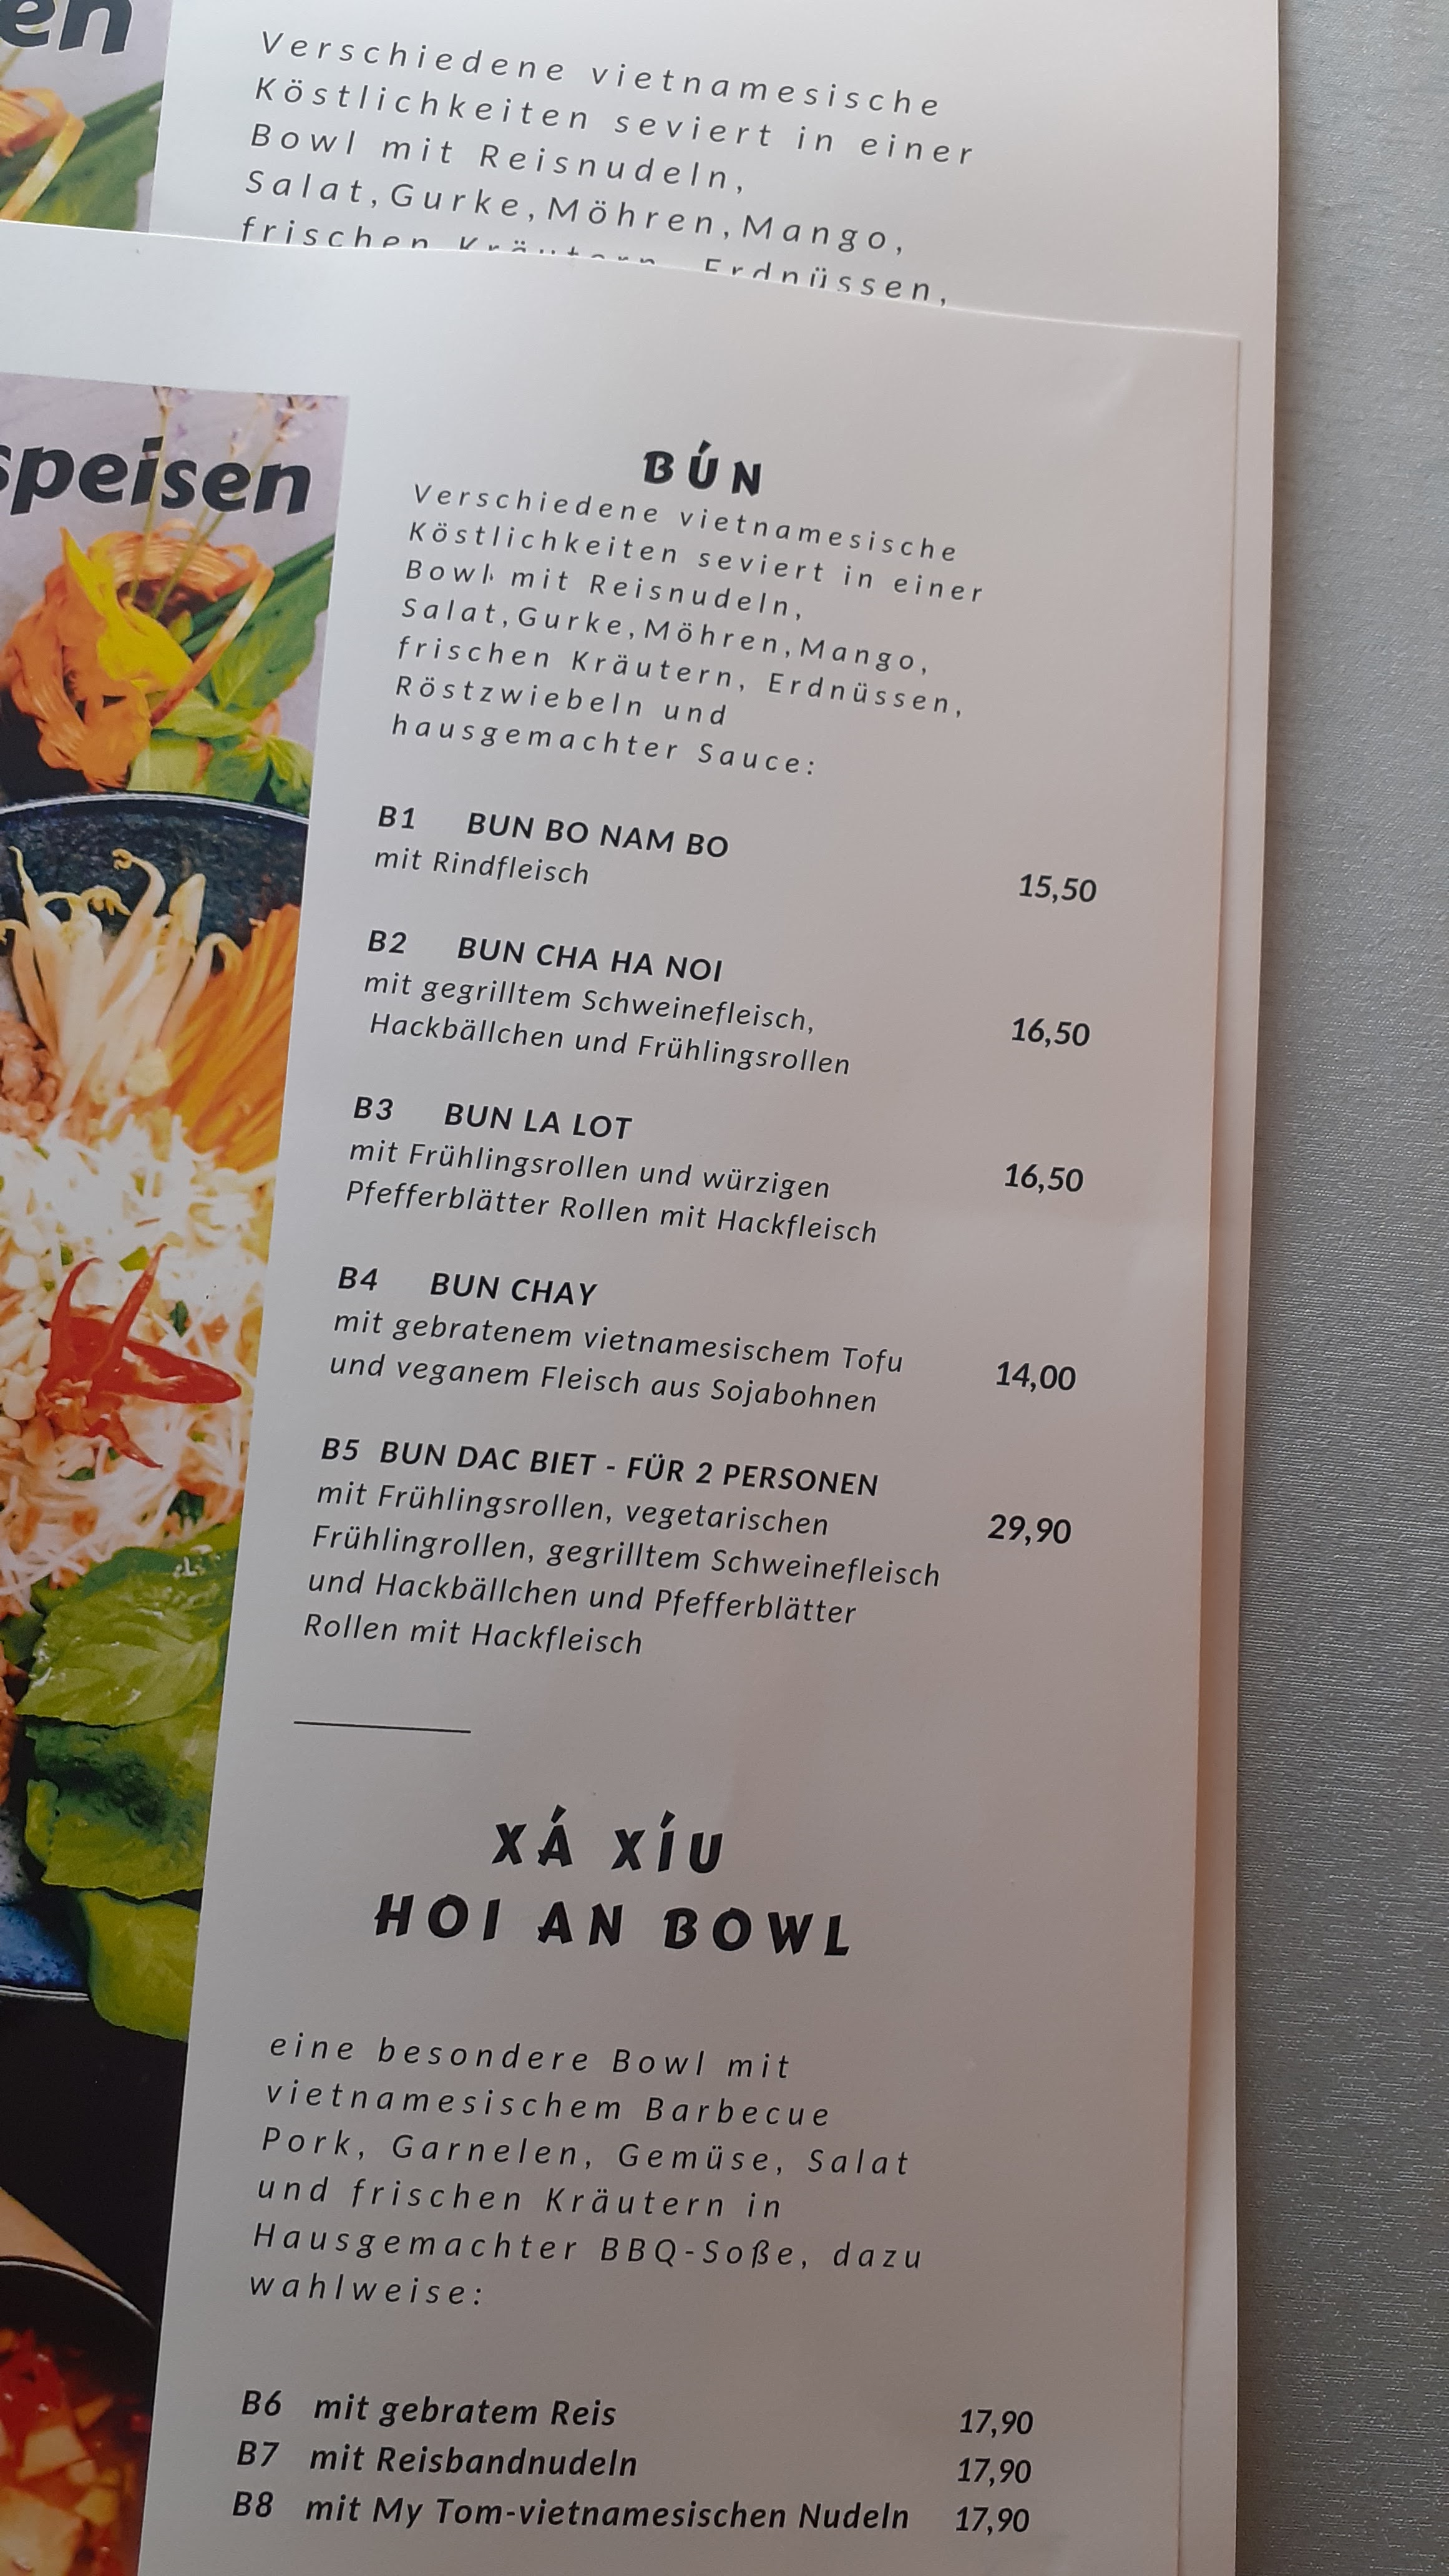 en
Verschiedene vietnamesische
Köstlichkeiten seviert in einer
Bowl mit Reisnudeln,
Salat,Gurke,Möhren,Mango,
frischen Kräutern, Erdnüssen,
speisen
BÚN
Verschiedene vietnamesische
Köstlichkeiten seviert in einer
Bowl mit Reisnudeln,
Salat,Gurke,Möhren,Mango,
frischen Kräutern, Erdnüssen,
Röstzwiebeln und
hausgemachter Sauce:
B1 BUN BO NAM BO
mit Rindfleisch 15,50
B2 BUN CHA HA NOI
mit gegrilltem Schweinefleisch, 16,50
Hackbällchen und Frühlingsrollen
B3 BUN LA LOT
mit Frühlingsrollen und würzigen 16,50
Pfefferblätter Rollen mit Hackfleisch
B4 BUN CHAY
mit gebratenem vietnamesischem Tofu 14,00
und veganem Fleisch aus Sojabohnen
B5 BUN DAC BIET - FÜR 2 PERSONEN
mit Frühlingsrollen, vegetarischen 29,90
Frühlingrollen, gegrilltem Schweinefleisch
und Hackbällchen und Pfefferblätter
Rollen mit Hackfleisch
XÁ XÍU
HOI AN BOWL
eine besondere Bowl mit
vietnamesischem Barbecue
Pork, Garnelen, Gemüse, Salat
und frischen Kräutern in
Hausgemachter BBQ-Soße, dazu
wahlweise:
B6 mit gebratem Reis 17,90
B7 mit Reisbandnudeln 17,90
B8 mit My Tom-vietnamesischen Nudeln 17,90